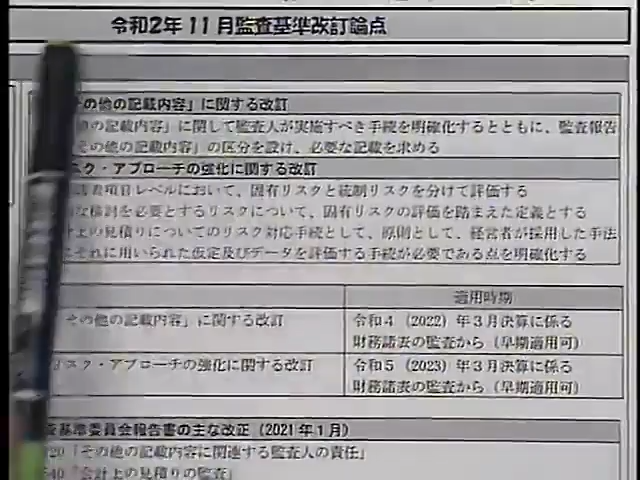 令和2年11月監査基準改訂論点
その他の記載内容」に関する改訂
他の記載内容」に関して監査人が実施すべき手続を明確化するとともに、監査報告
その他の記載内容」の区分を設け、必要な記載を求める
スク・アプローチの強化に関する改訂
項目レベルにおいて、固有リスクと統制リスクを分けて評価する
な検討を必要とするリスクについて、固有リスクの評価を踏まえた定義とする
上の見積りについてのリスク対応手続として、原則として、経営者が採用した手法
それに用いられた仮定及びデータを評価する手続が必要である点を明確化する
適用時期
その他の記載内容」に関する改訂
令和4（2022）年3月決算に係る
財務諸表の監査から（早期適用可）
スク・アプローチの強化に関する改訂
令和5（2023）年3月決算に係る
財務諸表の監査から（早期適用可）
基準委員会報告書の主な改正（2021年1月）
20「その他の記載内容に関連する監査人の責任」
540「会計上の見積りの監査」